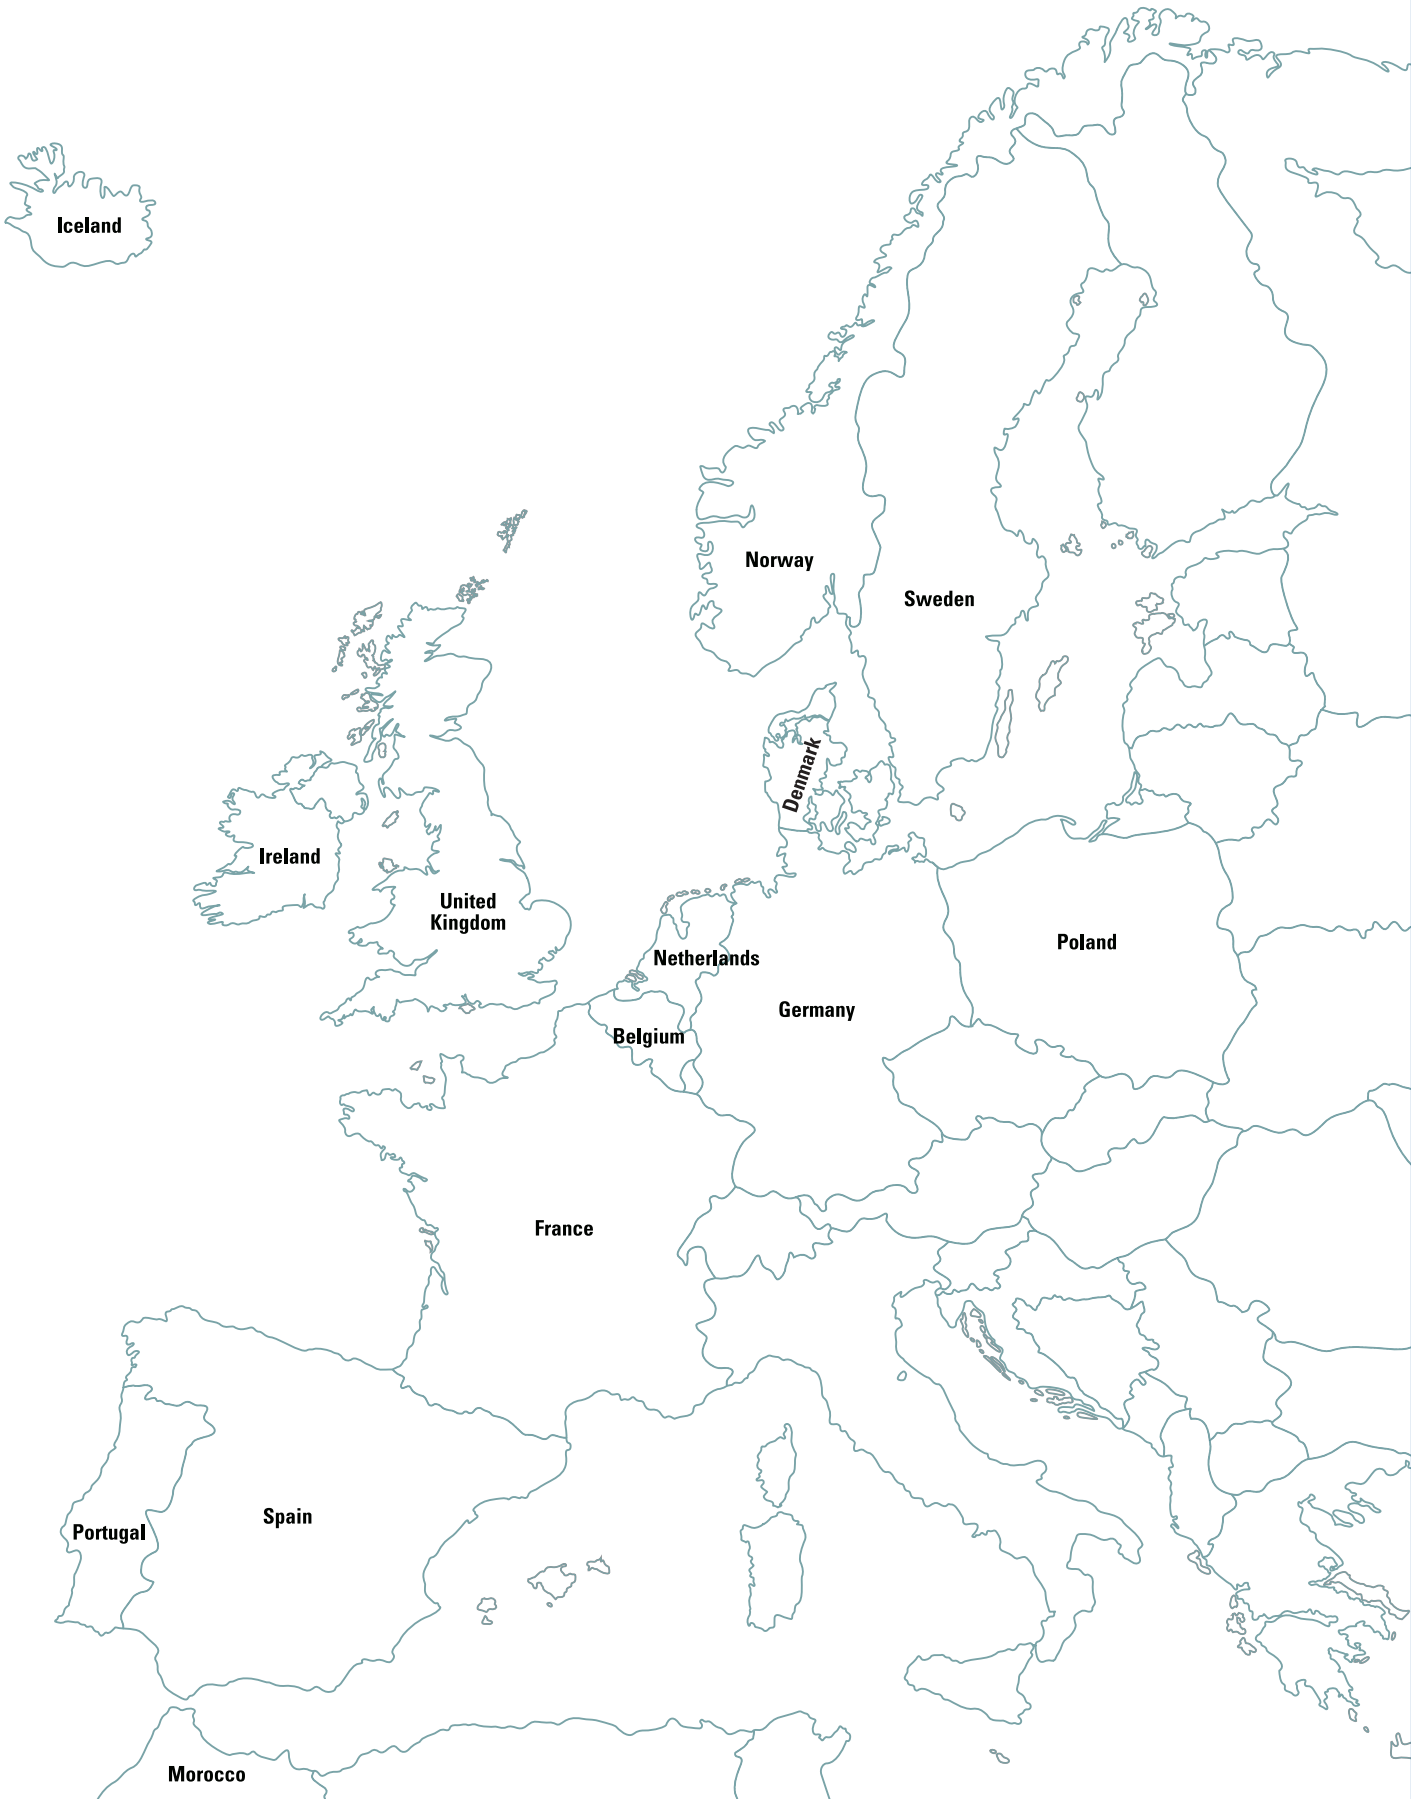 Iceland
Norway
Sweden
Denmark
Ireland
United
Kingdom
Netherlands
Poland
Germany
Belgium
France
Spain
Portugal
Morocco